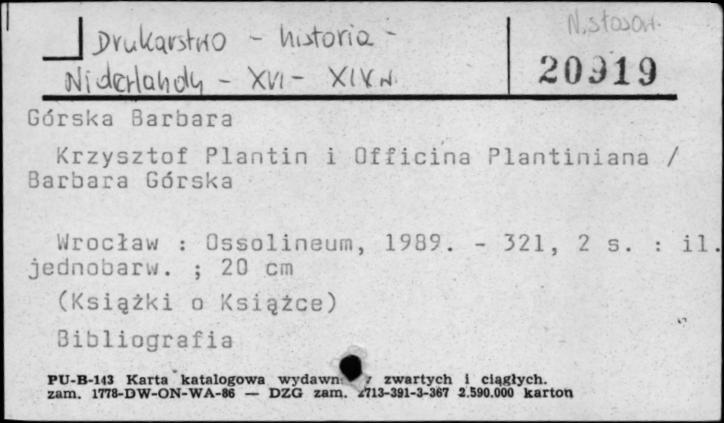 N. stosow.
Drukarstwo - historia -
20919
Niderlandy - XVI - XIX w.
Górska Barbara
Krzysztof Plantin i Officina Plantiniana /
Barbara Górska
Wrocław : Ossolineum, 1989. - 321, 2 s. : il.
jednobarw. ; 20 cm
(Książki o Książce)
Bibliografia
PU-B-143 Karta katalogowa zwartych i ciągłych.
zam. 1778-DW-ON-WA-86 — DZG zam. 2713-391-3-367 2.590.000 karton